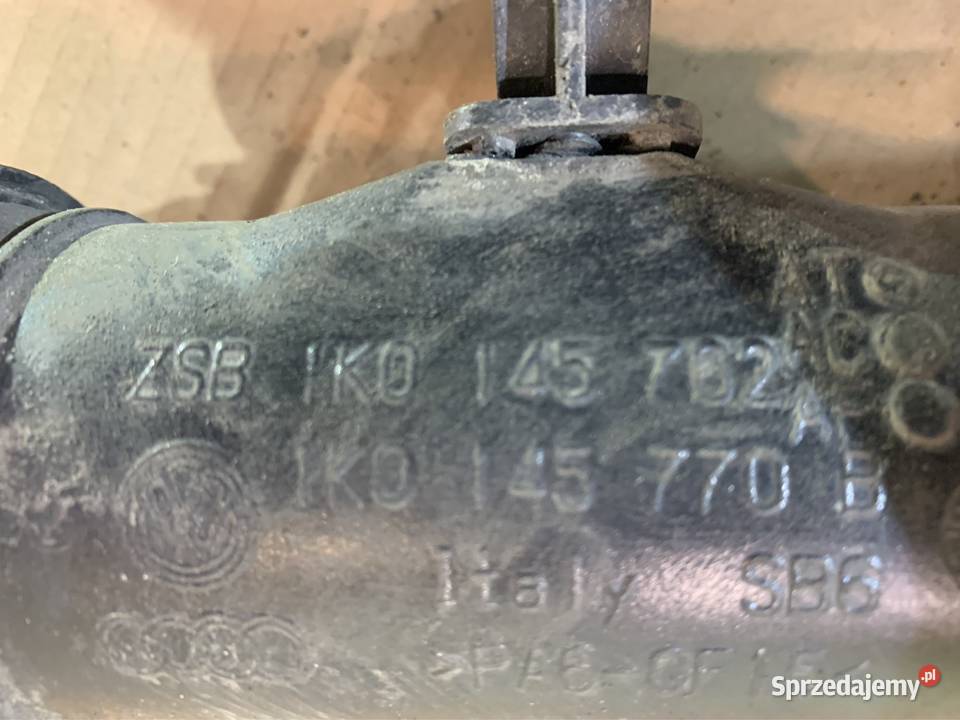 ZSB 1K0 145 762
1K0 145 770 B
Italy SB6
Sprzedajemy.pl